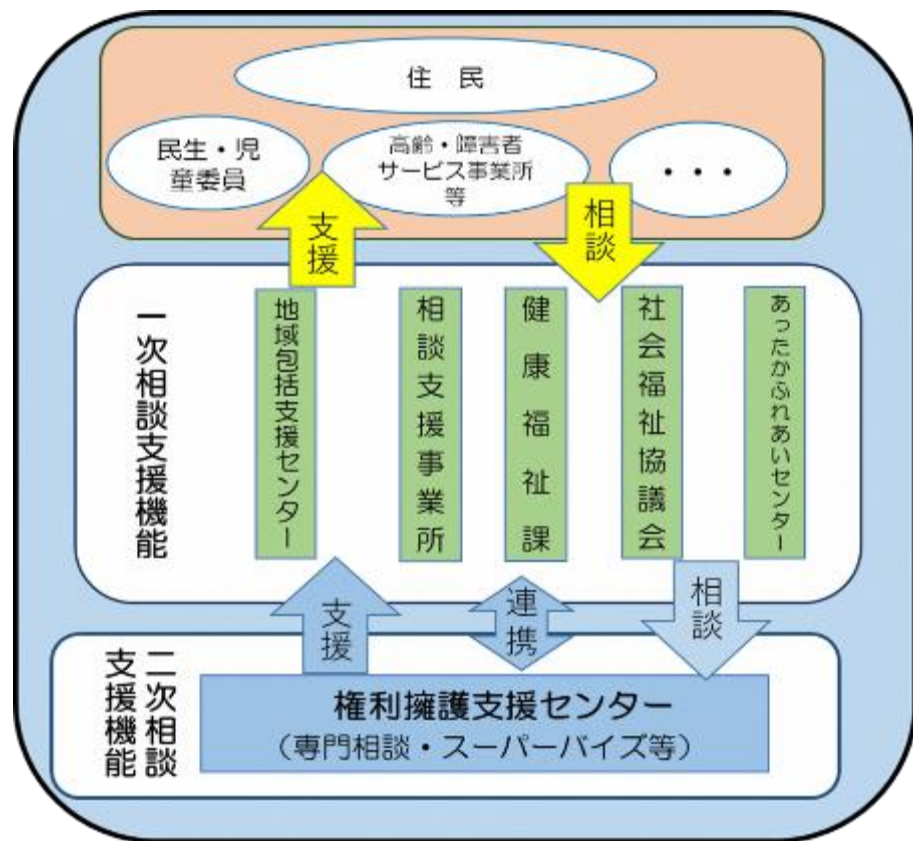 住 民
民生・児
童委員
高齢・障害者
サービス事業所
等
・・・
支援
相談
一次相談支援機能
地域包括支援センター
相談支援事業所
健康福祉課
社会福祉協議会
あったかふれあいセンター
支援
連携
相談
二次相談
支援機能
権利擁護支援センター
（専門相談・スーパーバイズ等）